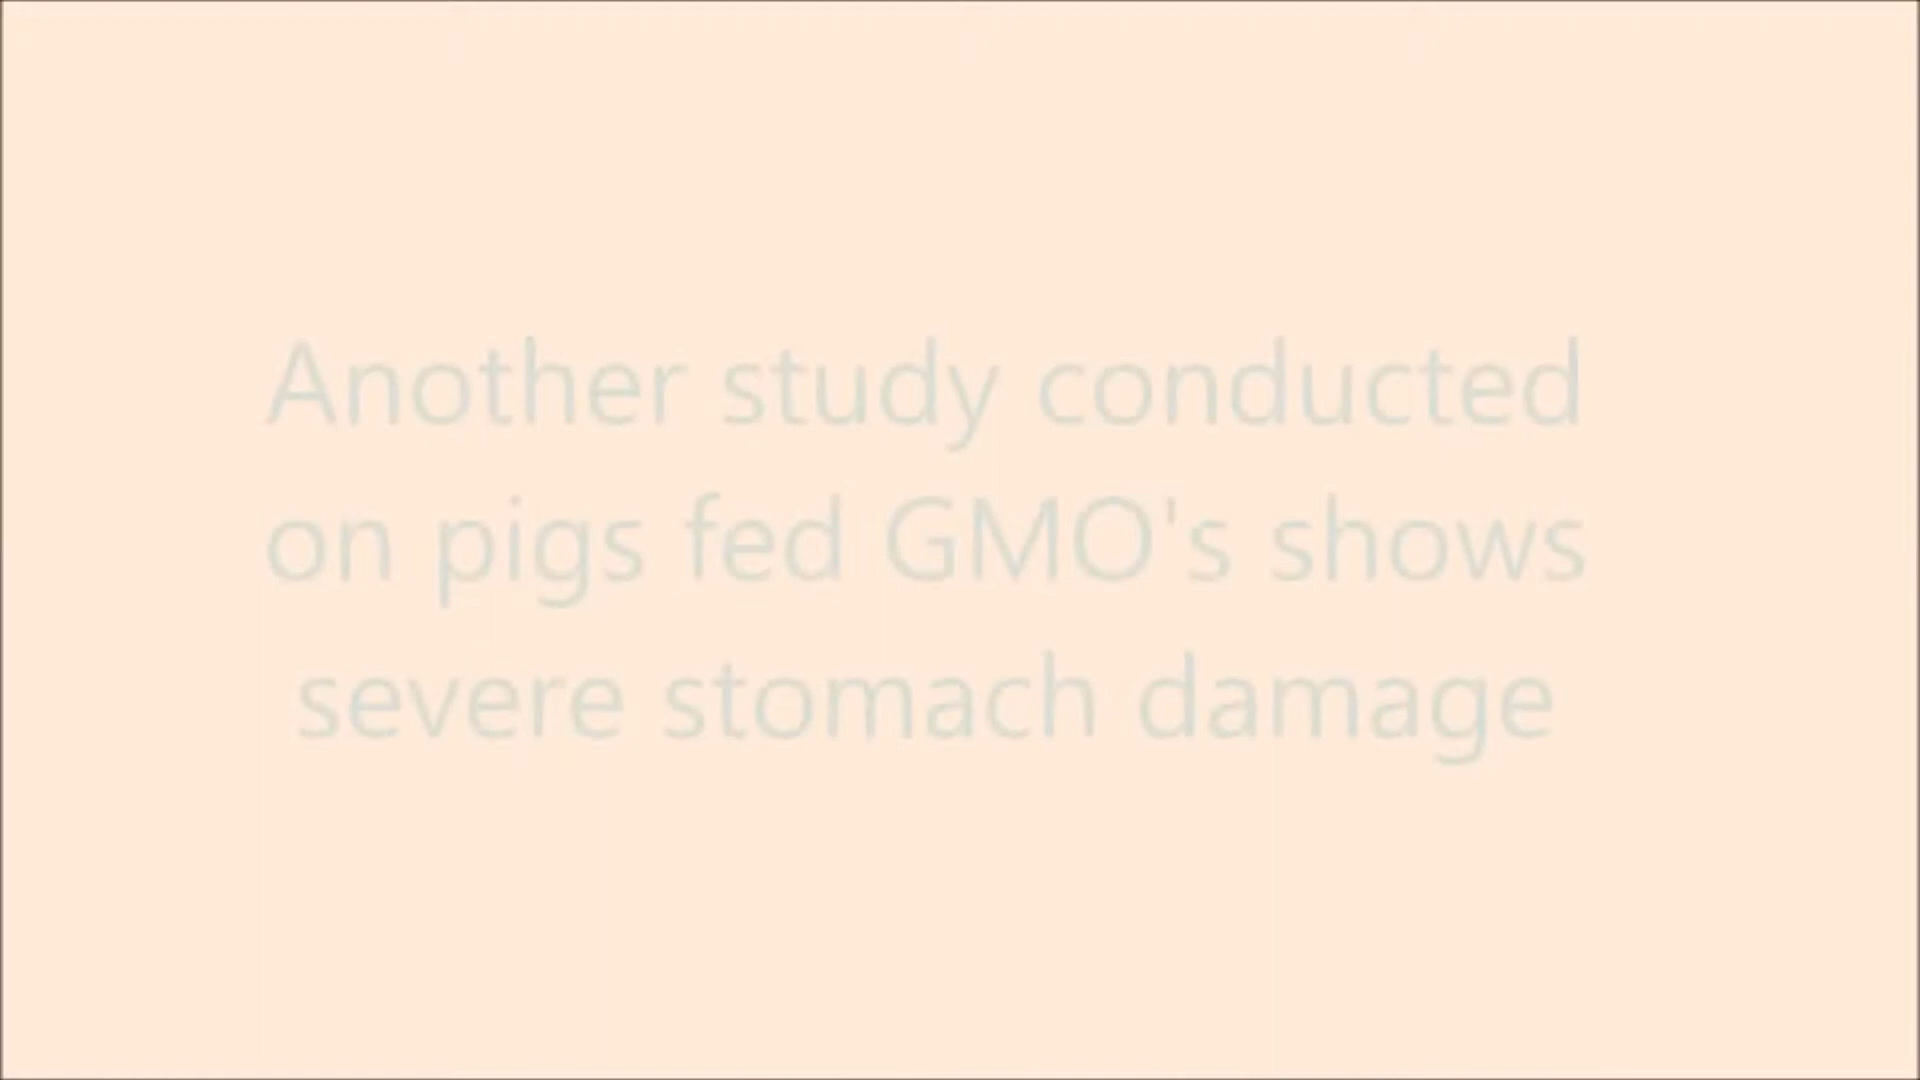 Another study conducted
on pigs fed GMO's shows
severe stomach damage